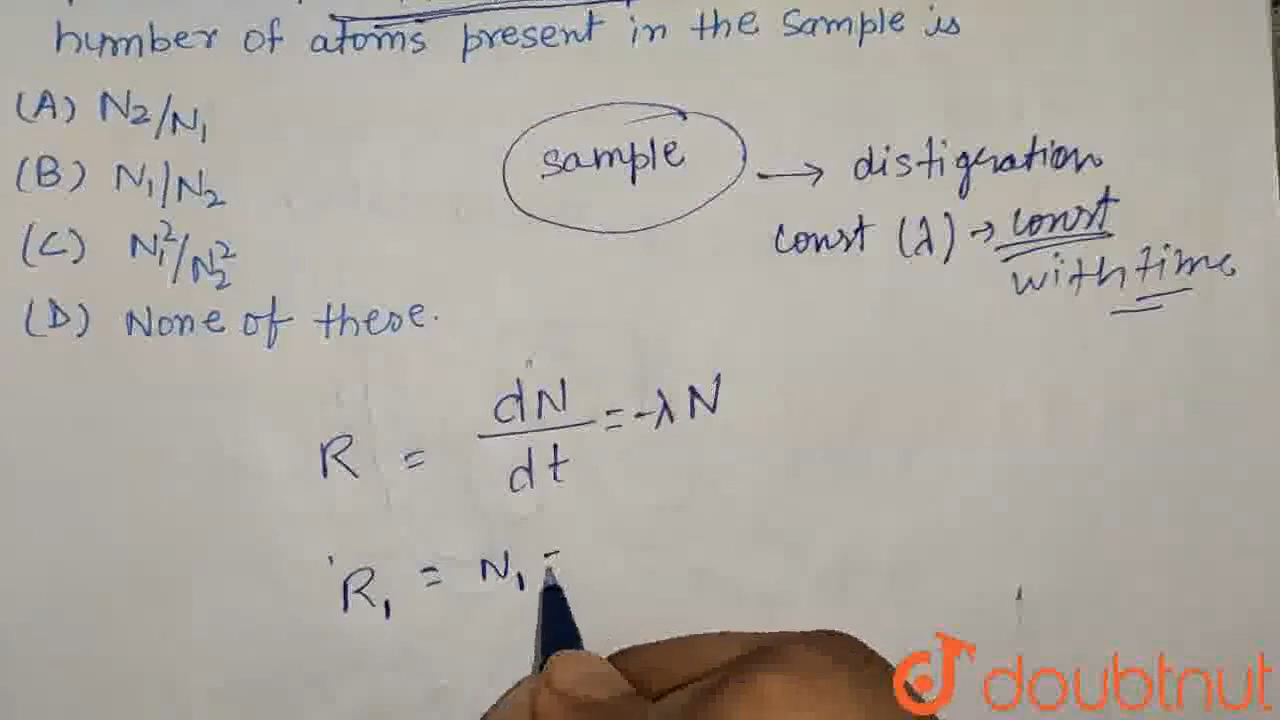 number of atoms present in the sample is
(A) N2/N1
(B) N1/N2
(C) N1²/N2²
(D) None of these.
sample → distigeration
const (λ) → const
with time
R = dN/dt = -λN
R1 = N1 =
doubtnut